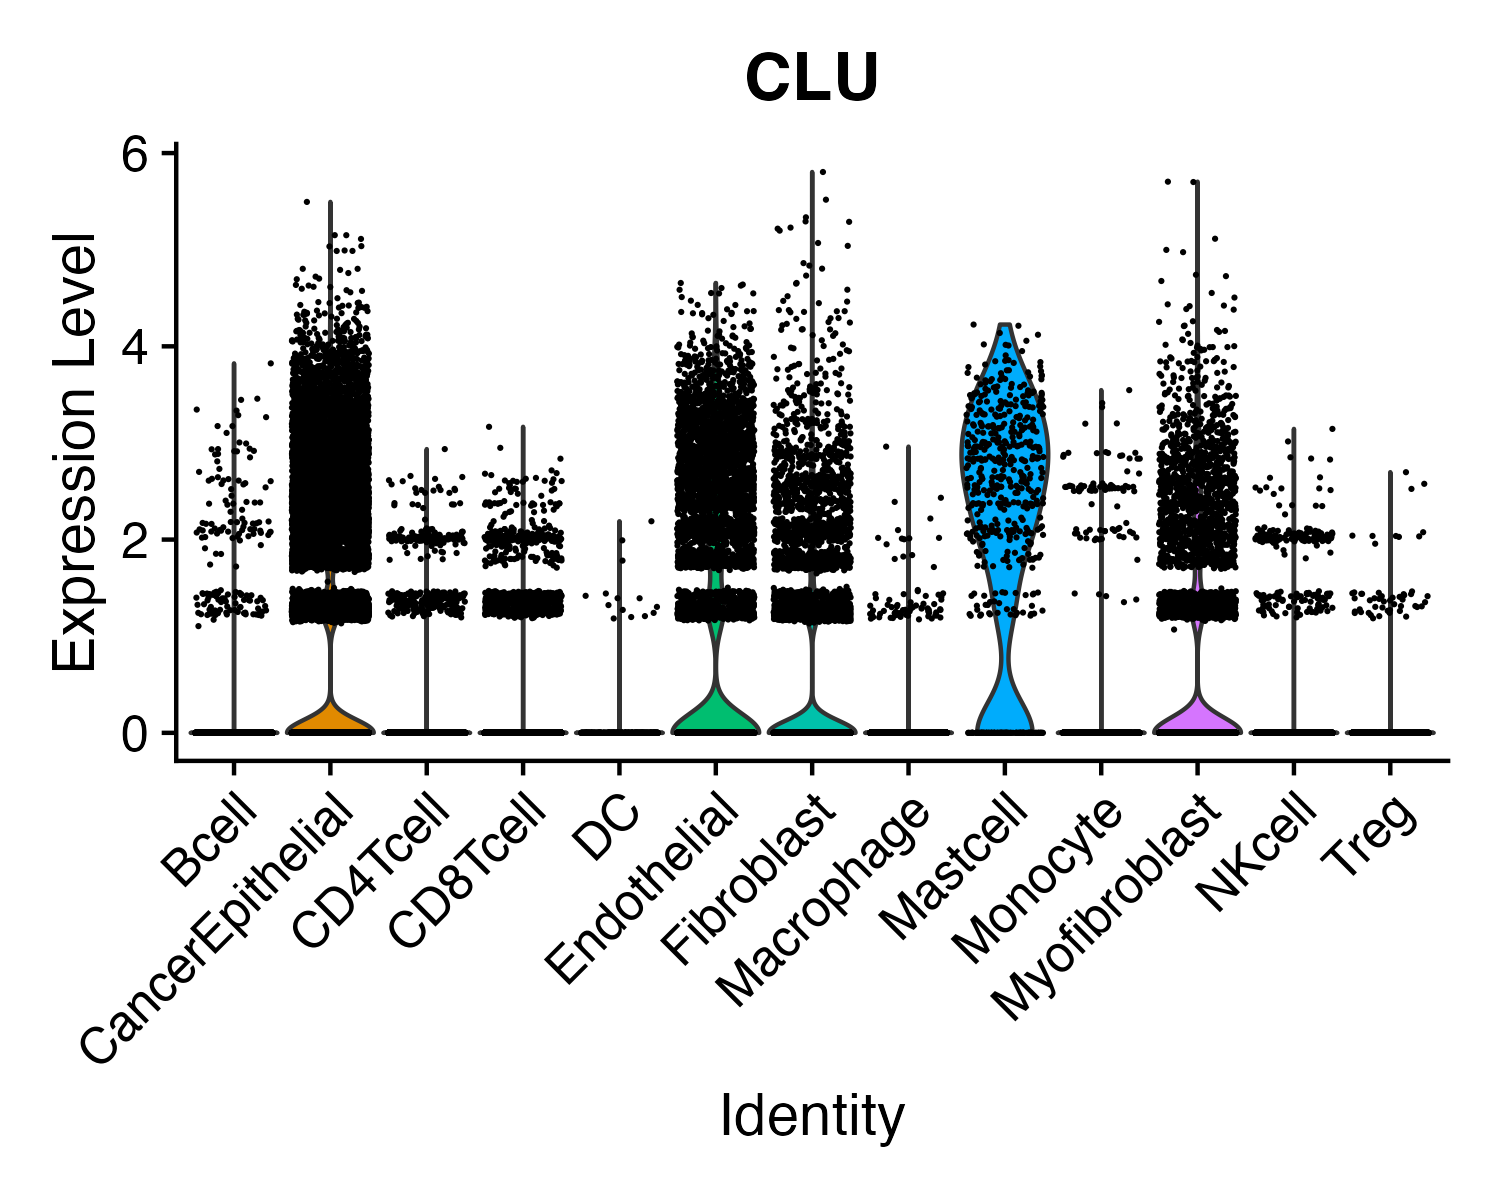 CLU
Expression Level
6
4
2
0
Bcell
CancerEpithelial
CD4Tcell
CD8Tcell
DC
Endothelial
Fibroblast
Macrophage
Mastcell
Monocyte
Myofibroblast
NKcell
Treg
Identity